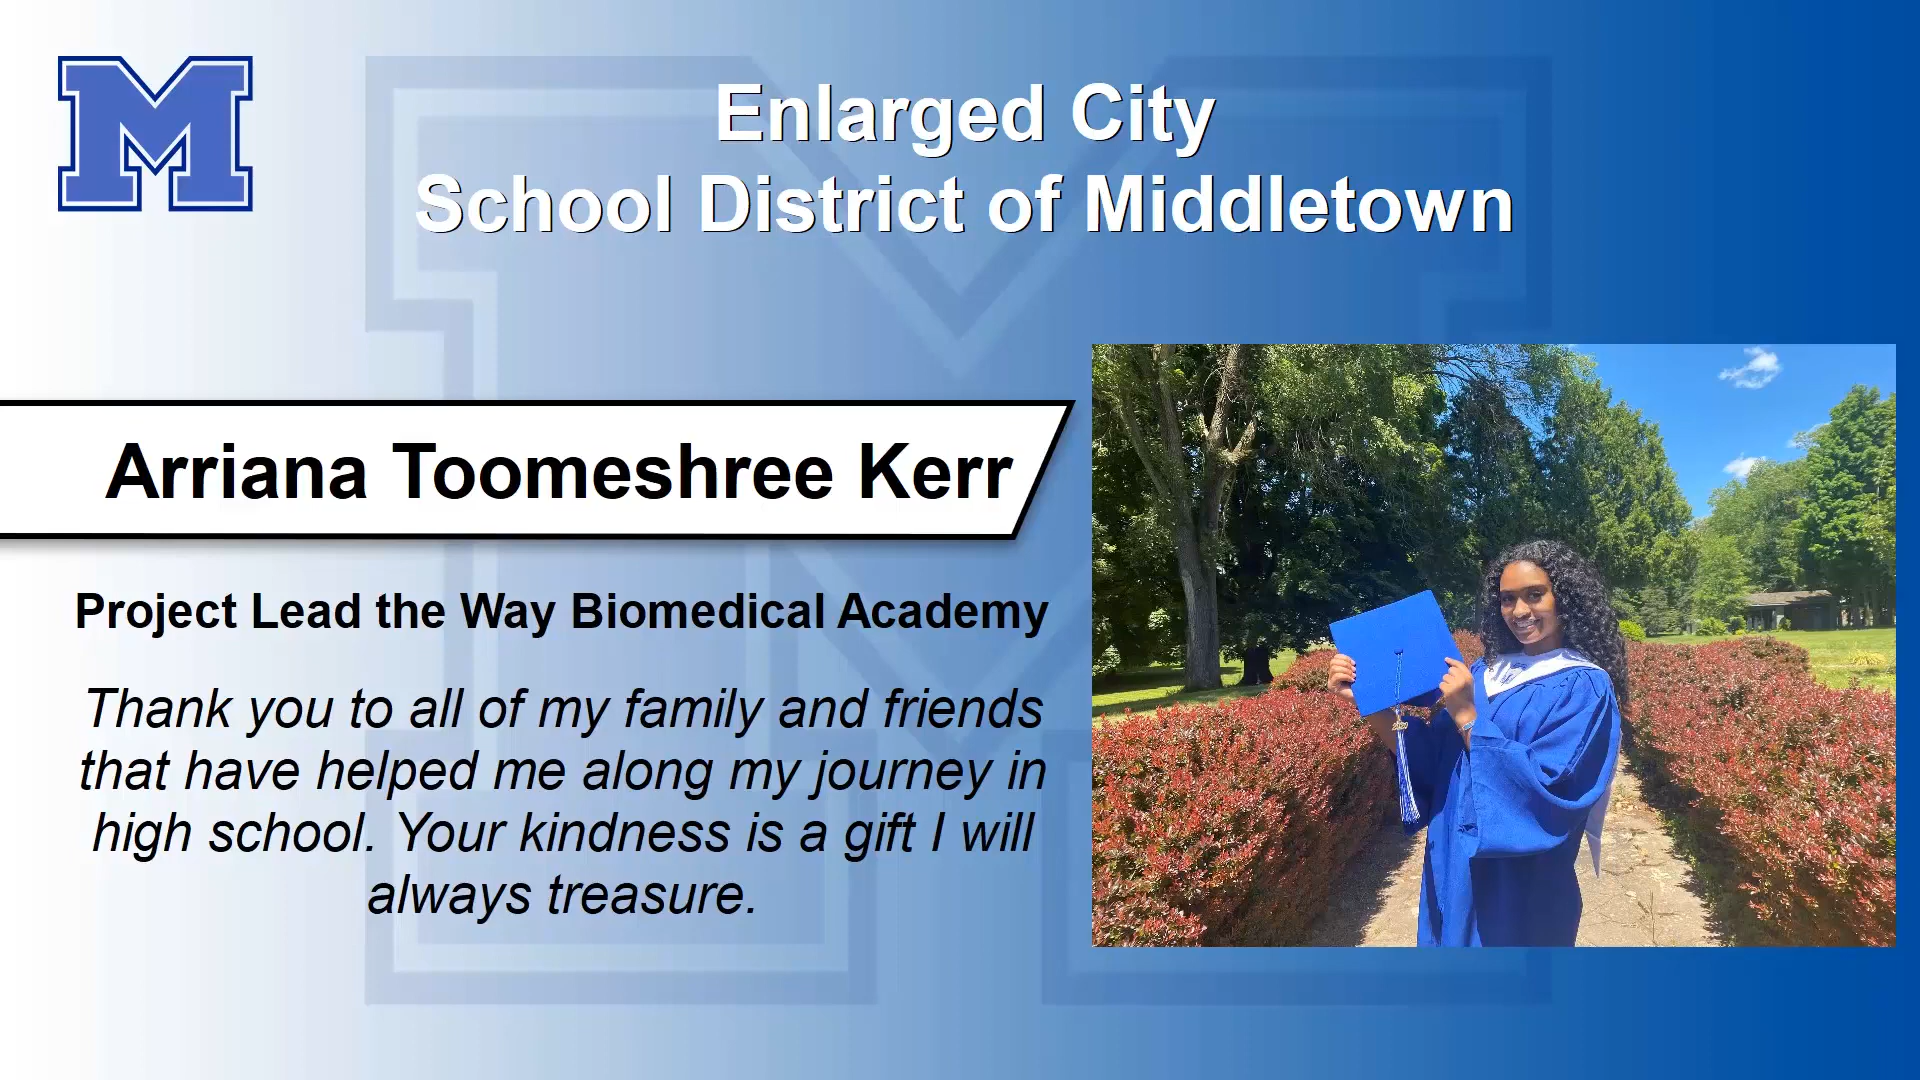 M
Enlarged City
School District of Middletown
Arriana Toomeshree Kerr
Project Lead the Way Biomedical Academy
Thank you to all of my family and friends
that have helped me along my journey in
high school. Your kindness is a gift I will
always treasure.